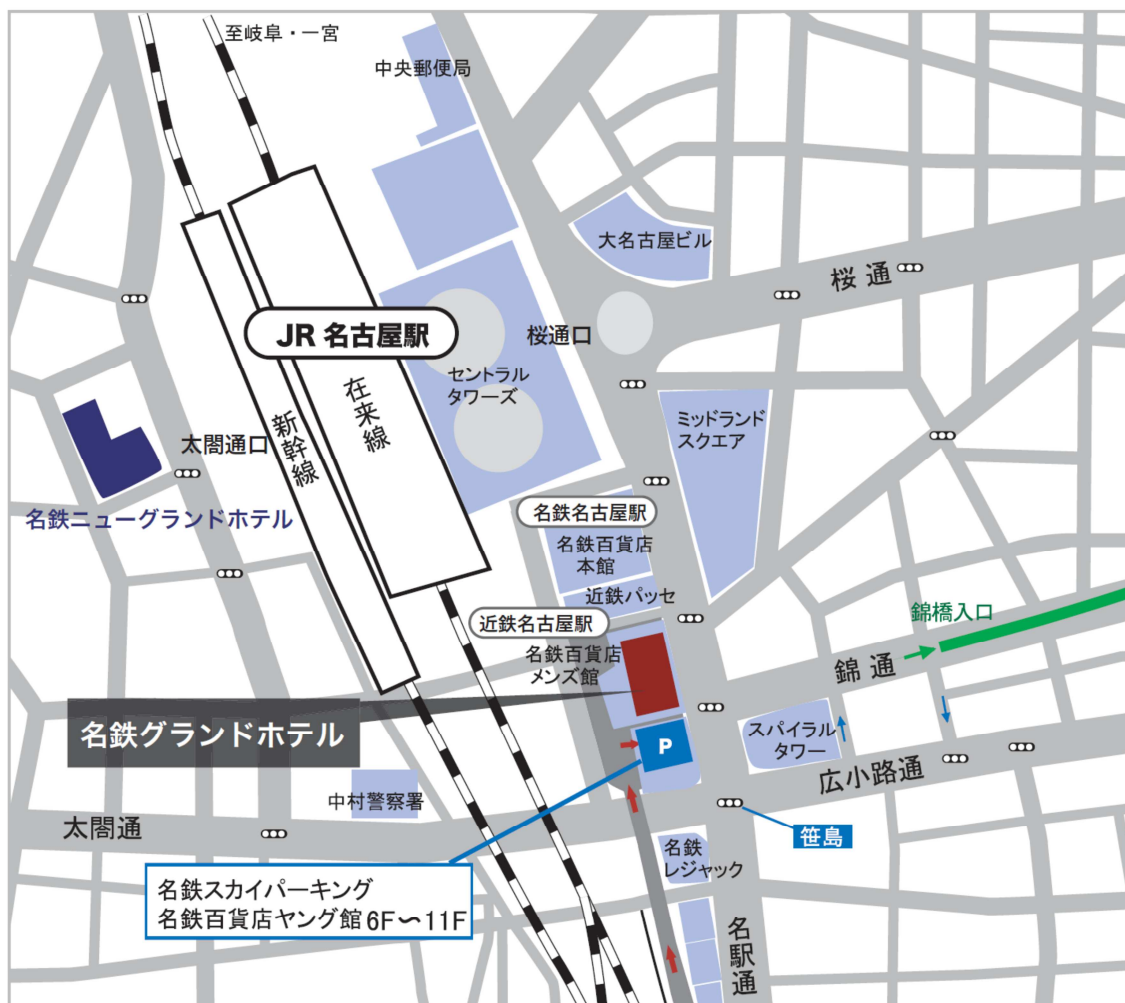 至岐阜・一宮
中央郵便局
大名古屋ビル
桜通
JR 名古屋駅
桜通口
セントラル
タワーズ
在来線
新幹線
太閤通口
ミッドランド
スクエア
名鉄ニューグランドホテル
名鉄名古屋駅
名鉄百貨店
本館
近鉄パッセ
近鉄名古屋駅
名鉄百貨店
メンズ館
錦橋入口
錦通
名鉄グランドホテル
P
スパイラル
タワー
広小路通
中村警察署
太閤通
笹島
名鉄
レジャック
名鉄スカイパーキング
名鉄百貨店ヤング館6F〜11F
名駅通